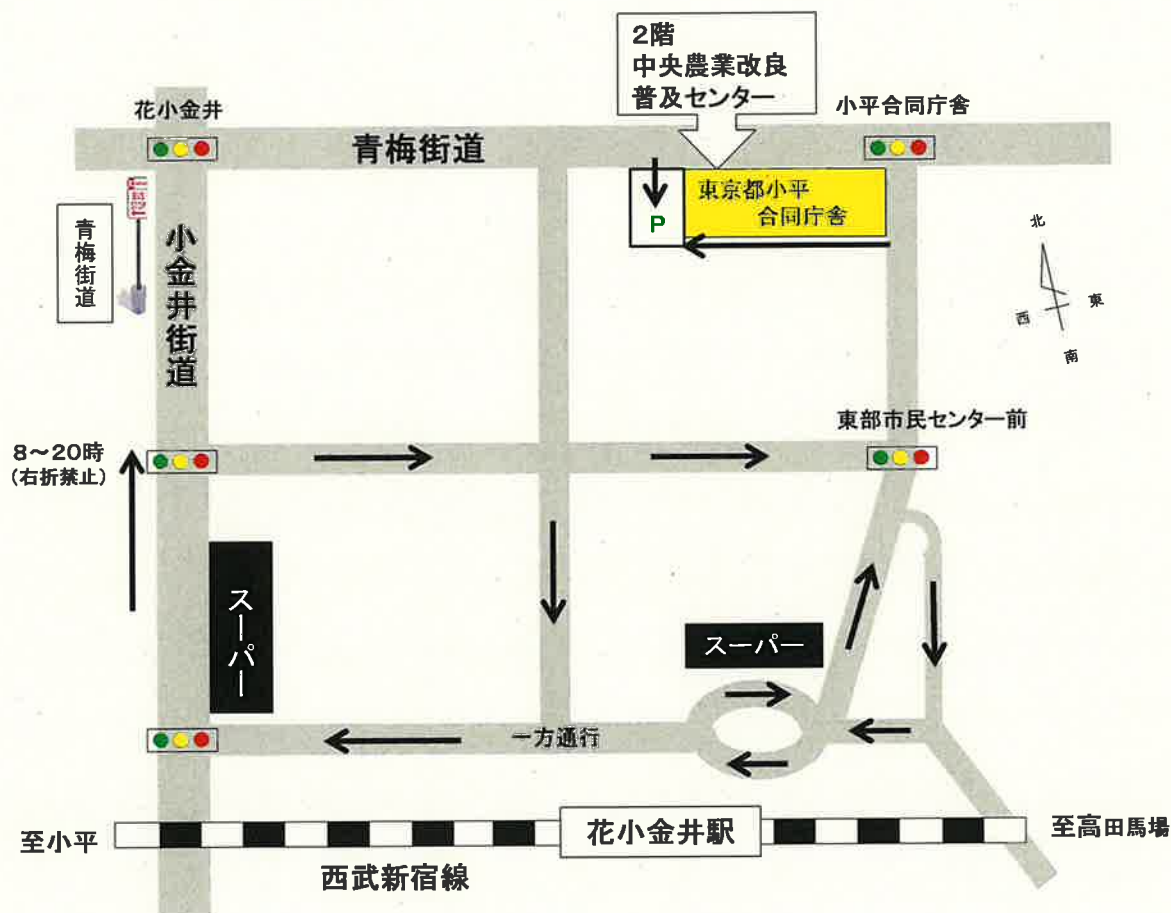 2階
中央農業改良
普及センター
花小金井
小平合同庁舎
青梅街道
東京都小平
合同庁舎
P
青梅街道
小金井街道
北
西
東
南
東部市民センター前
8〜20時
(右折禁止)
スーパー
スーパー
一方通行
至小平
花小金井駅
至高田馬場
西武新宿線